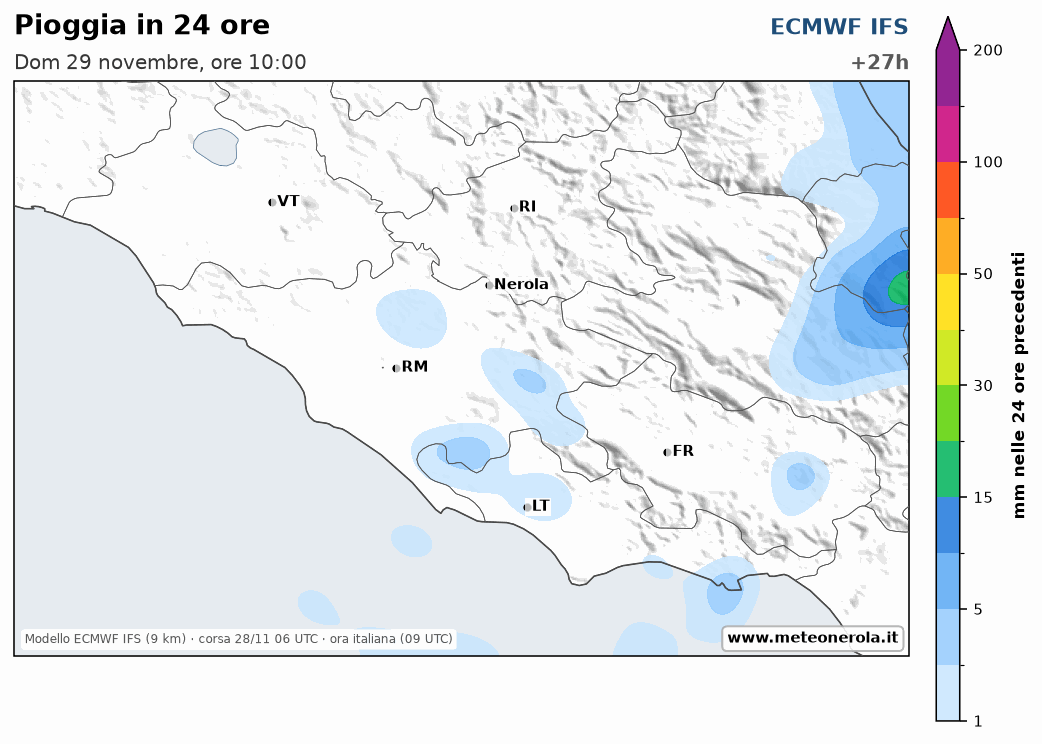 Pioggia in 24 ore
ECMWF IFS
Dom 29 novembre, ore 10:00
+27h
VT
RI
Nerola
RM
FR
LT
Modello ECMWF IFS (9 km) · corsa 28/11 06 UTC · ora italiana (09 UTC)
www.meteonerola.it
200
100
50
30
15
5
1
mm nelle 24 ore precedenti